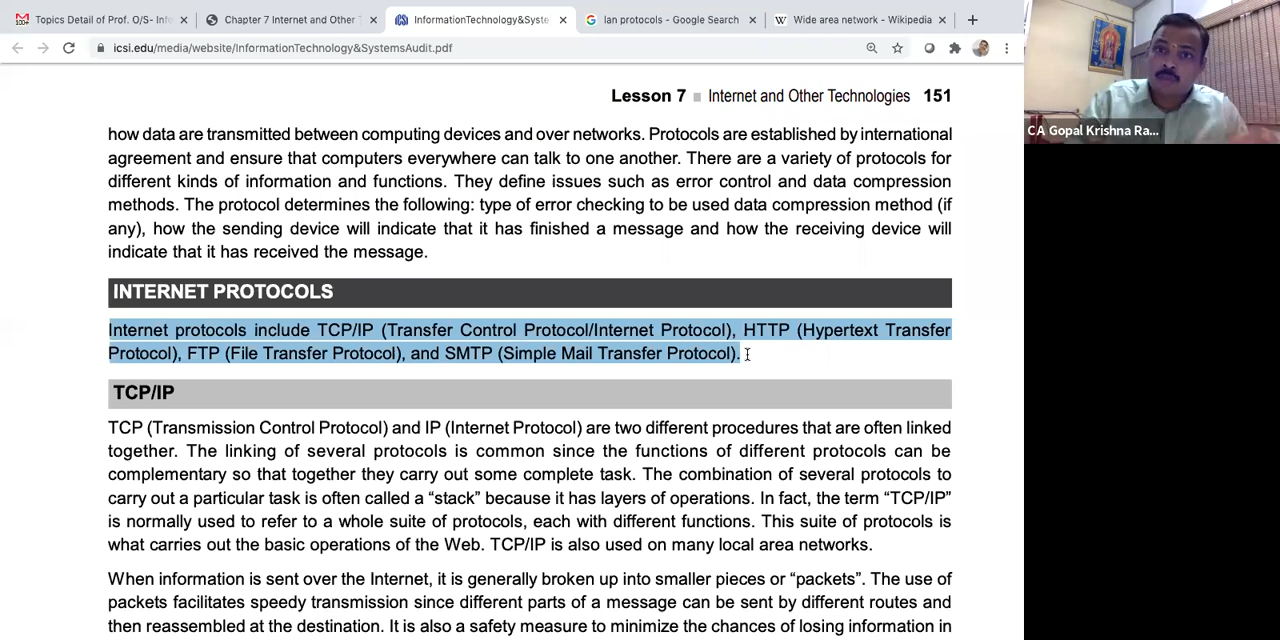 Topics Detail of Prof. O/S- Info
Chapter 7 Internet and Other
InformationTechnology&Syste
lan protocols - Google Search
Wide area network - Wikipedia
icsi.edu/media/website/InformationTechnology&SystemsAudit.pdf
Lesson 7 Internet and Other Technologies 151
how data are transmitted between computing devices and over networks. Protocols are established by international
agreement and ensure that computers everywhere can talk to one another. There are a variety of protocols for
different kinds of information and functions. They define issues such as error control and data compression
methods. The protocol determines the following: type of error checking to be used data compression method (if
any), how the sending device will indicate that it has finished a message and how the receiving device will
indicate that it has received the message.
INTERNET PROTOCOLS
Internet protocols include TCP/IP (Transfer Control Protocol/Internet Protocol), HTTP (Hypertext Transfer
Protocol), FTP (File Transfer Protocol), and SMTP (Simple Mail Transfer Protocol).
TCP/IP
TCP (Transmission Control Protocol) and IP (Internet Protocol) are two different procedures that are often linked
together. The linking of several protocols is common since the functions of different protocols can be
complementary so that together they carry out some complete task. The combination of several protocols to
carry out a particular task is often called a “stack” because it has layers of operations. In fact, the term “TCP/IP”
is normally used to refer to a whole suite of protocols, each with different functions. This suite of protocols is
what carries out the basic operations of the Web. TCP/IP is also used on many local area networks.
When information is sent over the Internet, it is generally broken up into smaller pieces or “packets”. The use of
packets facilitates speedy transmission since different parts of a message can be sent by different routes and
then reassembled at the destination. It is also a safety measure to minimize the chances of losing information in
C A Gopal Krishna Ra...